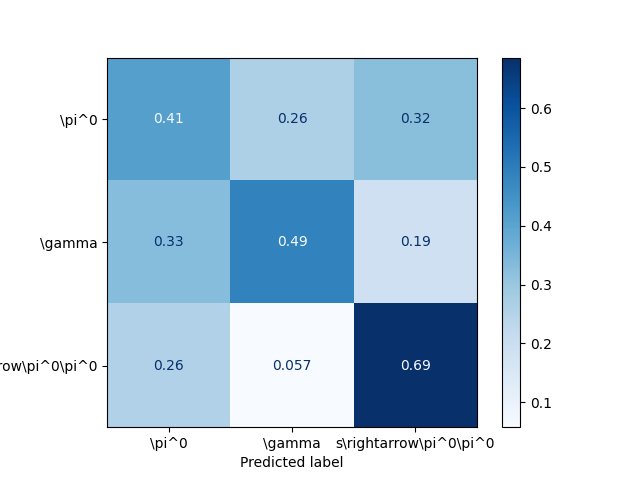 \pi^0 0.41 0.26 0.32 0.6
0.5
\gamma 0.33 0.49 0.19 0.4
0.3
row\pi^0\pi^0 0.26 0.057 0.69 0.2
0.1
\pi^0 \gamma s\rightarrow\pi^0\pi^0
Predicted label